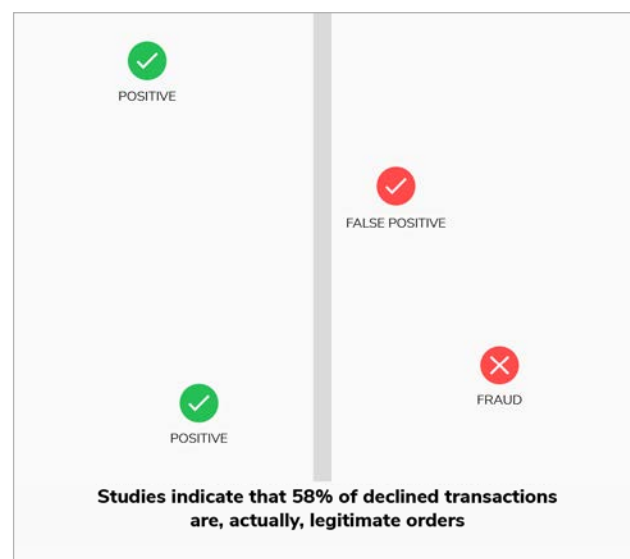 POSITIVE
FALSE POSITIVE
FRAUD
POSITIVE
Studies indicate that 58% of declined transactions
are, actually, legitimate orders